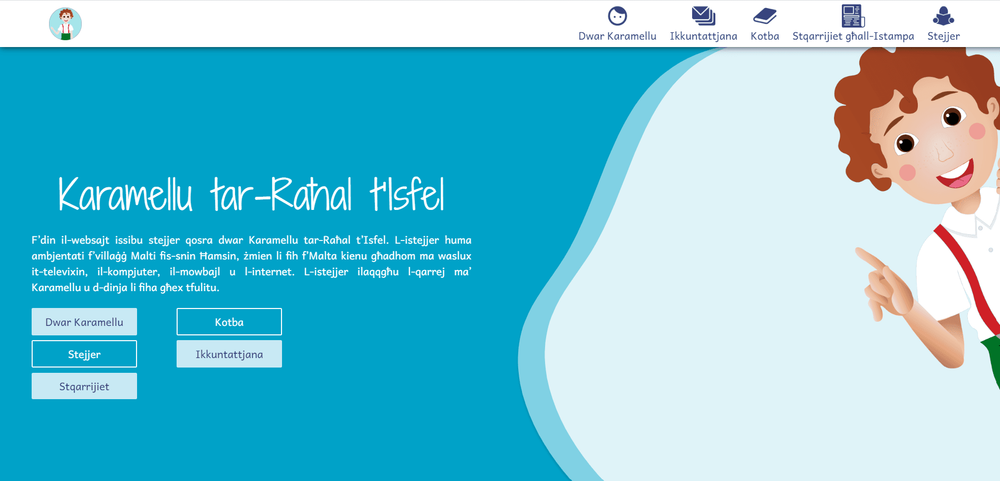 Dwar Karamellu
Ikkuntattjana
Kotba
Stqarrijiet għall-Istampa
Stejjer
Karamellu tar-Raħal t'Isfel
F'din il-websajt issibu stejjer qosra dwar Karamellu tar-Raħal t'Isfel. L-istejjer huma
ambjentati f'villaġġ Malti fis-snin Ħamsin, żmien li fih f'Malta kienu għadhom ma waslux
it-televixin, il-kompjuter, il-mowbajl u l-internet. L-istejjer ilaqqgħu l-qarrej ma'
Karamellu u d-dinja li fiha għex tfulitu.
Dwar Karamellu
Kotba
Stejjer
Ikkuntattjana
Stqarrijiet